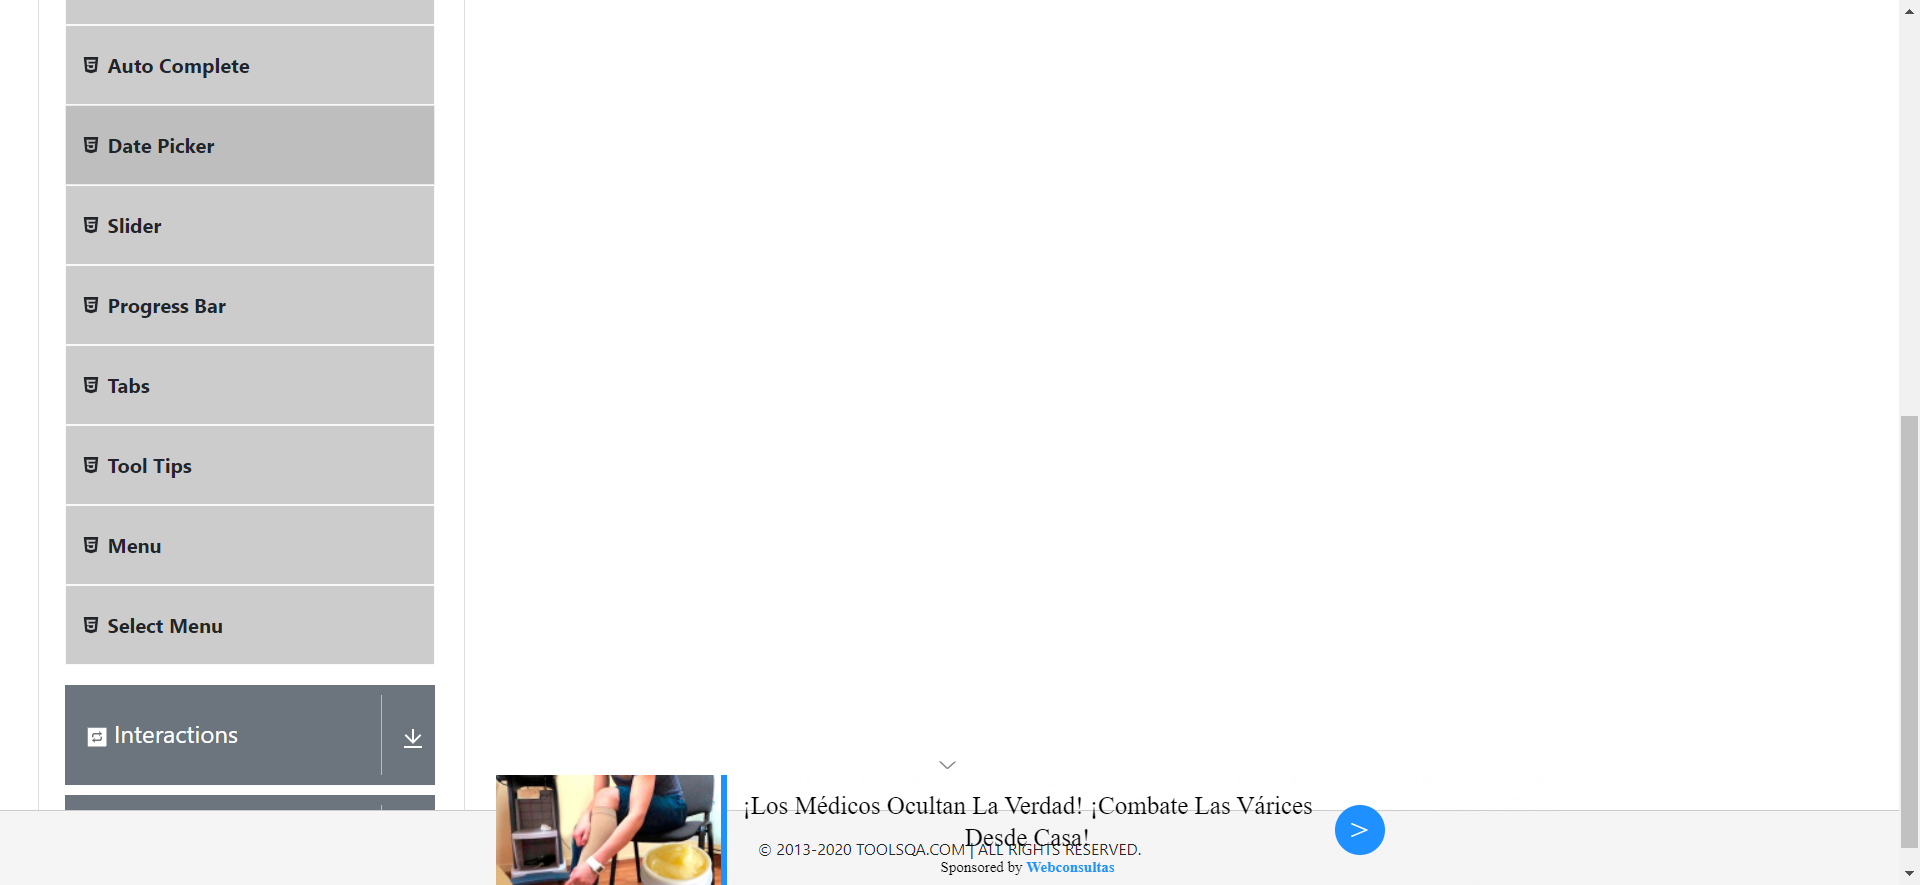 Auto Complete
Date Picker
Slider
Progress Bar
Tabs
Tool Tips
Menu
Select Menu
Interactions
¡Los Médicos Ocultan La Verdad! ¡Combate Las Várices
Desde Casa!
© 2013-2020 TOOLSQA.COM | ALL RIGHTS RESERVED.
Sponsored by Webconsultas